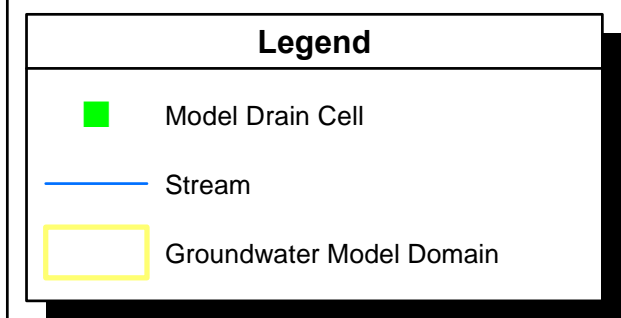 Legend
Model Drain Cell
Stream
Groundwater Model Domain